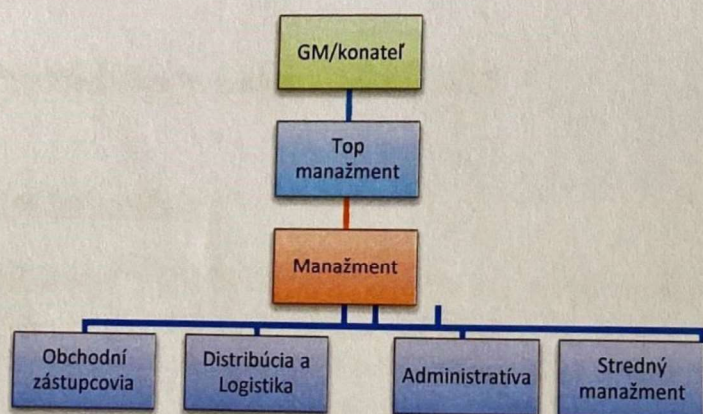 GM/konateľ
Top
manažment
Manažment
Obchodní
zástupcovia
Distribúcia a
Logistika
Administratíva
Stredný
manažment